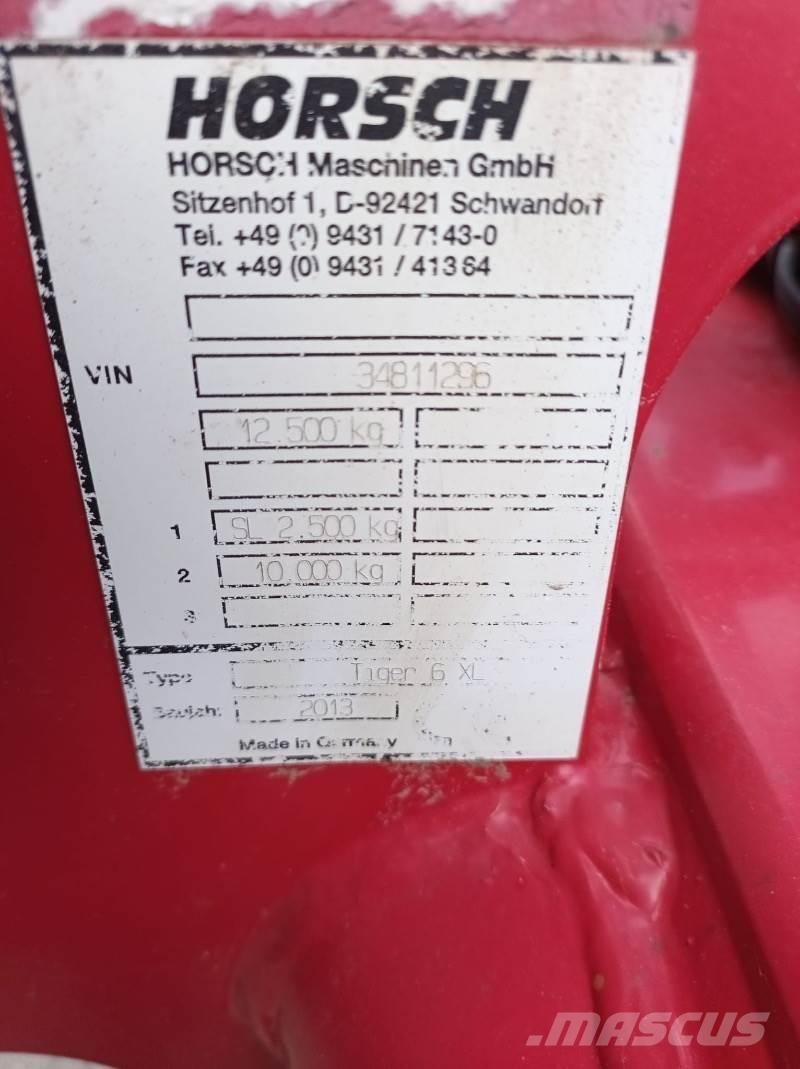 HORSCH
HORSCH Maschinen GmbH
Sitzenhof 1, D-92421 Schwandorf
Tel. +49 (0) 9431 / 7143-0
Fax +49 (0) 9431 / 41364
VIN 34811296
12.500 kg
1 SL 2.500 kg
2 10.000 kg
3
Type Tiger 6 XL
2013
Made in Germany
.MASCUS